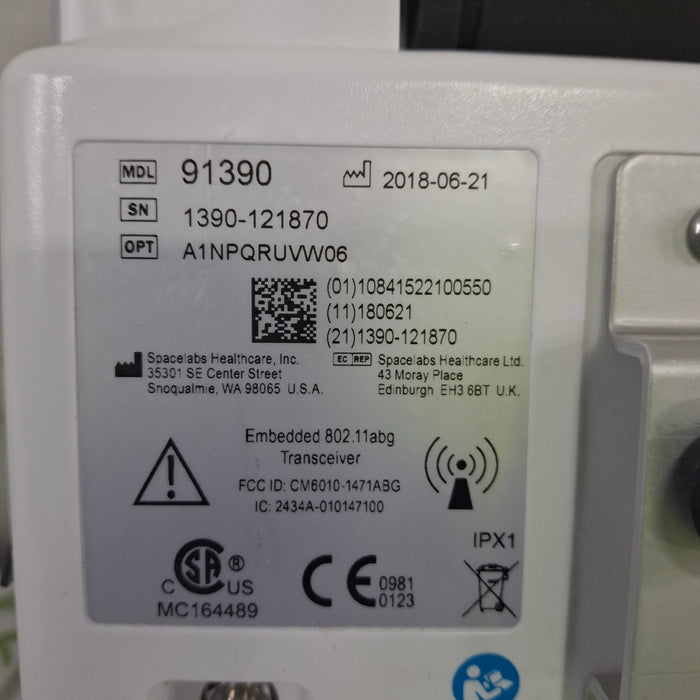 MDL 91390 2018-06-21
SN 1390-121870
OPT A1NPQRUVW06
(01)10841522100550
(11)180621
(21)1390-121870
Spacelabs Healthcare, Inc.
35301 SE Center Street
Snoqualmie, WA 98065 U.S.A.
EC REP Spacelabs Healthcare Ltd.
43 Moray Place
Edinburgh EH3 6BT U.K.
Embedded 802.11abg
Transceiver
FCC ID: CM6010-1471ABG
IC: 2434A-010147100
IPX1
C SA ® US
MC164489
CE 0981
0123